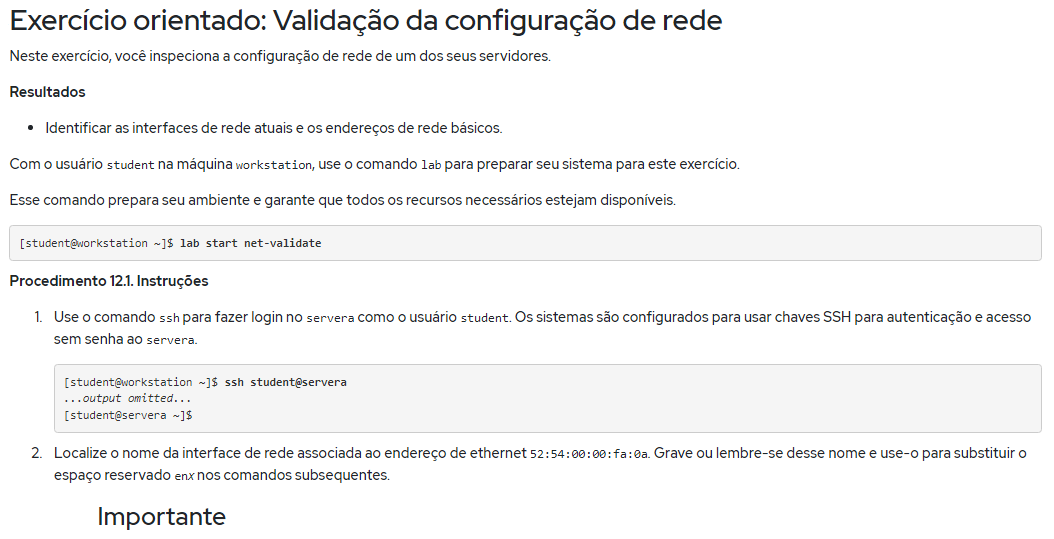 Exercício orientado: Validação da configuração de rede
Neste exercício, você inspeciona a configuração de rede de um dos seus servidores.
Resultados
• Identificar as interfaces de rede atuais e os endereços de rede básicos.
Com o usuário student na máquina workstation, use o comando lab para preparar seu sistema para este exercício.
Esse comando prepara seu ambiente e garante que todos os recursos necessários estejam disponíveis.
[student@workstation ~]$ lab start net-validate
Procedimento 12.1. Instruções
1. Use o comando ssh para fazer login no servera como o usuário student. Os sistemas são configurados para usar chaves SSH para autenticação e acesso
sem senha ao servera.
[student@workstation ~]$ ssh student@servera
...output omitted...
[student@servera ~]$
2. Localize o nome da interface de rede associada ao endereço de ethernet 52:54:00:00:fa:0a. Grave ou lembre-se desse nome e use-o para substituir o
espaço reservado enX nos comandos subsequentes.
Importante